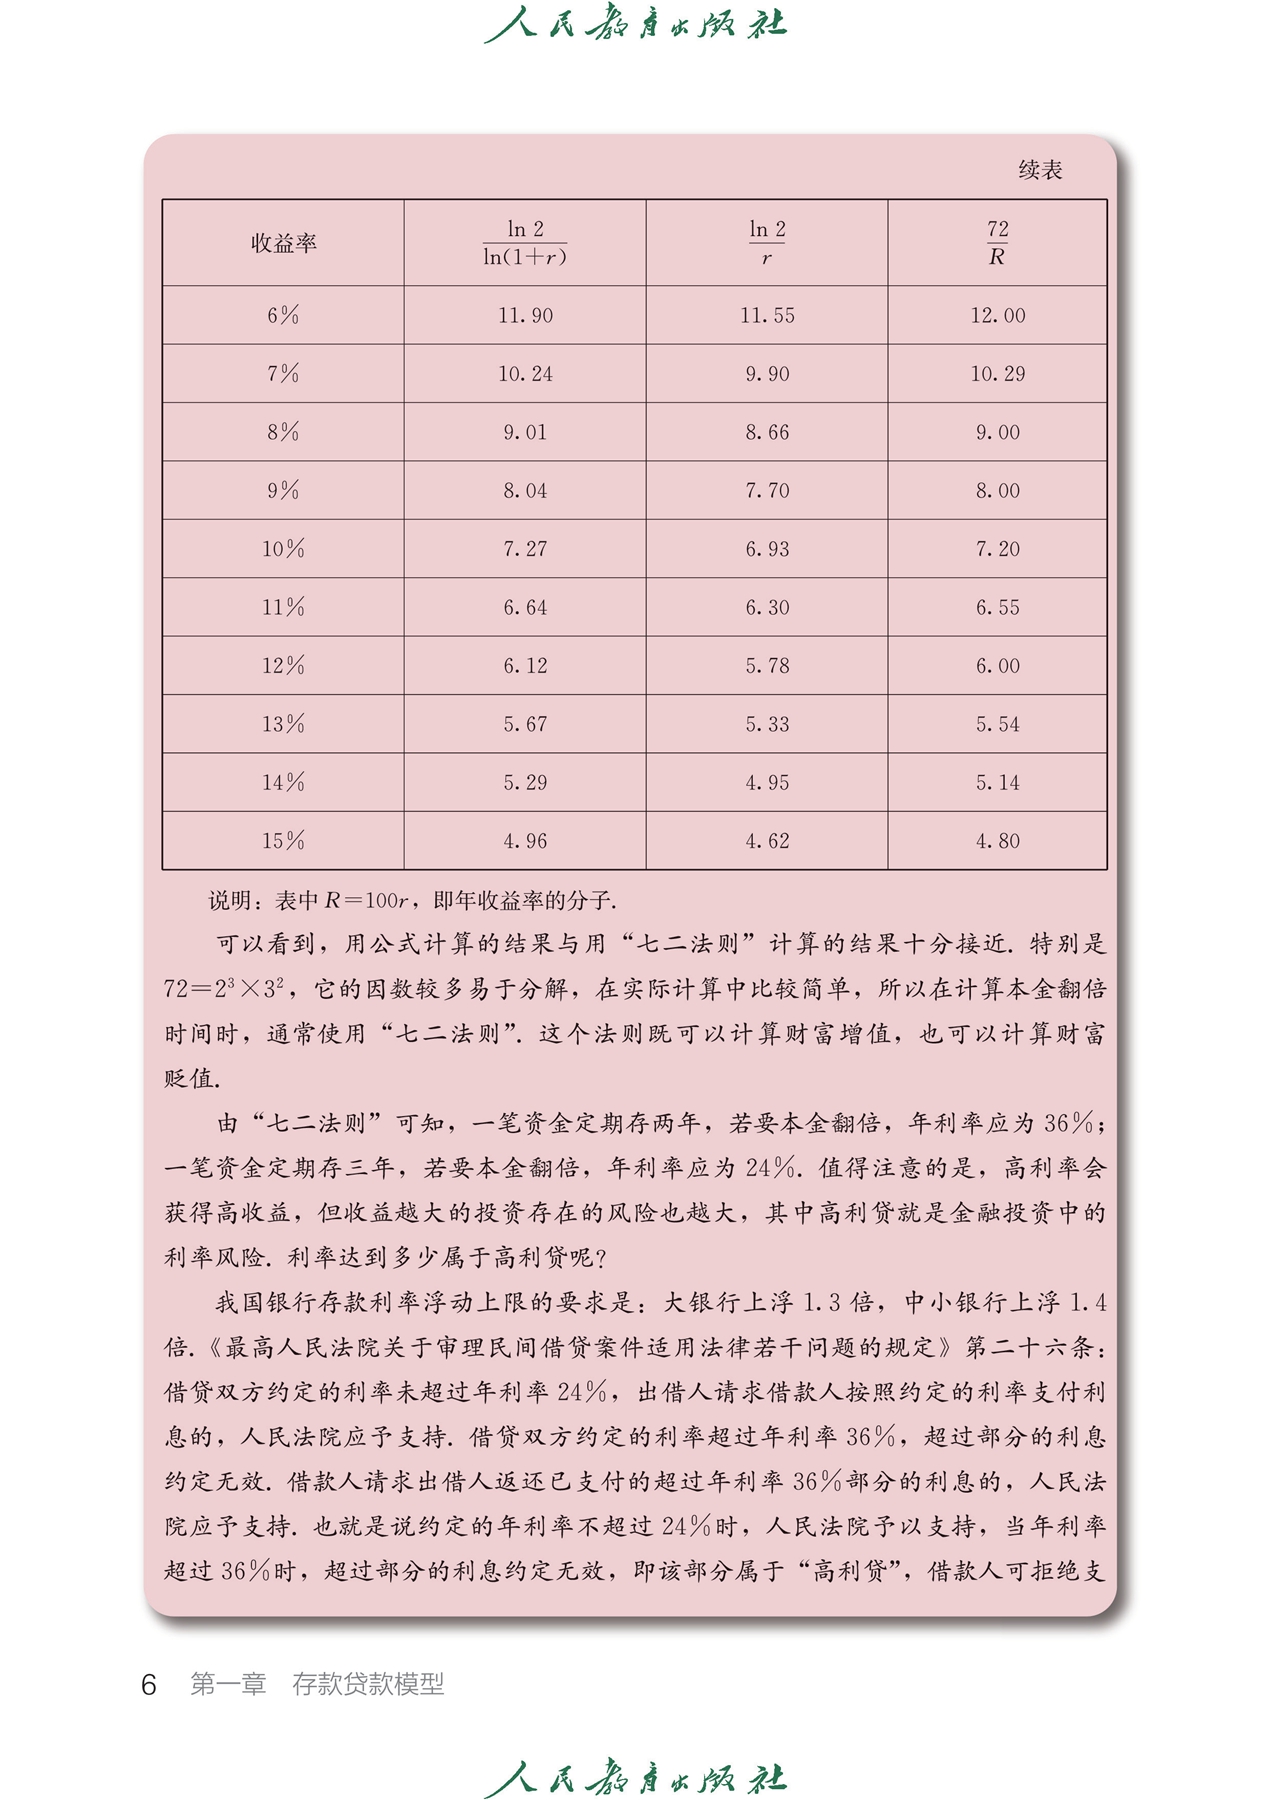 人民教育出版社
续表
收益率 ln 2/ln(1+r) ln 2/r 72/R
6% 11.90 11.55 12.00
7% 10.24 9.90 10.29
8% 9.01 8.66 9.00
9% 8.04 7.70 8.00
10% 7.27 6.93 7.20
11% 6.64 6.30 6.55
12% 6.12 5.78 6.00
13% 5.67 5.33 5.54
14% 5.29 4.95 5.14
15% 4.96 4.62 4.80
说明：表中 R=100r，即年收益率的分子.
可以看到，用公式计算的结果与用“七二法则”计算的结果十分接近. 特别是
72=2³×3²，它的因数较多易于分解，在实际计算中比较简单，所以在计算本金翻倍
时间时，通常使用“七二法则”. 这个法则既可以计算财富增值，也可以计算财富
贬值.
由“七二法则”可知，一笔资金定期存两年，若要本金翻倍，年利率应为 36%；
一笔资金定期存三年，若要本金翻倍，年利率应为 24%. 值得注意的是，高利率会
获得高收益，但收益越大的投资存在的风险也越大，其中高利贷就是金融投资中的
利率风险. 利率达到多少属于高利贷呢？
我国银行存款利率浮动上限的要求是：大银行上浮 1.3 倍，中小银行上浮 1.4
倍.《最高人民法院关于审理民间借贷案件适用法律若干问题的规定》第二十六条：
借贷双方约定的利率未超过年利率 24%，出借人请求借款人按照约定的利率支付利
息的，人民法院应予支持. 借贷双方约定的利率超过年利率 36%，超过部分的利息
约定无效. 借款人请求出借人返还已支付的超过年利率 36%部分的利息的，人民法
院应予支持. 也就是说约定的年利率不超过 24%时，人民法院予以支持，当年利率
超过 36%时，超过部分的利息约定无效，即该部分属于“高利贷”，借款人可拒绝支
6 第一章 存款贷款模型
人民教育出版社